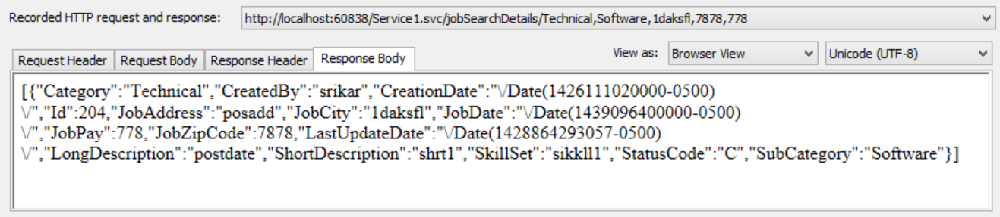 Recorded HTTP request and response: http://localhost:60838/Service1.svc/jobSearchDetails/Technical,Software,1daksfl,7878,778
Request Header Request Body Response Header Response Body View as: Browser View Unicode (UTF-8)
[{"Category":"Technical","CreatedBy":"srikar","CreationDate":"\/Date(1426111020000-0500)
\/","Id":204,"JobAddress":"posadd","JobCity":"1daksfl","JobDate":"\/Date(1439096400000-0500)
\/","JobPay":778,"JobZipCode":7878,"LastUpdateDate":"\/Date(1428864293057-0500)
\/","LongDescription":"postdate","ShortDescription":"shrt1","SkillSet":"sikkll1","StatusCode":"C","SubCategory":"Software"}]